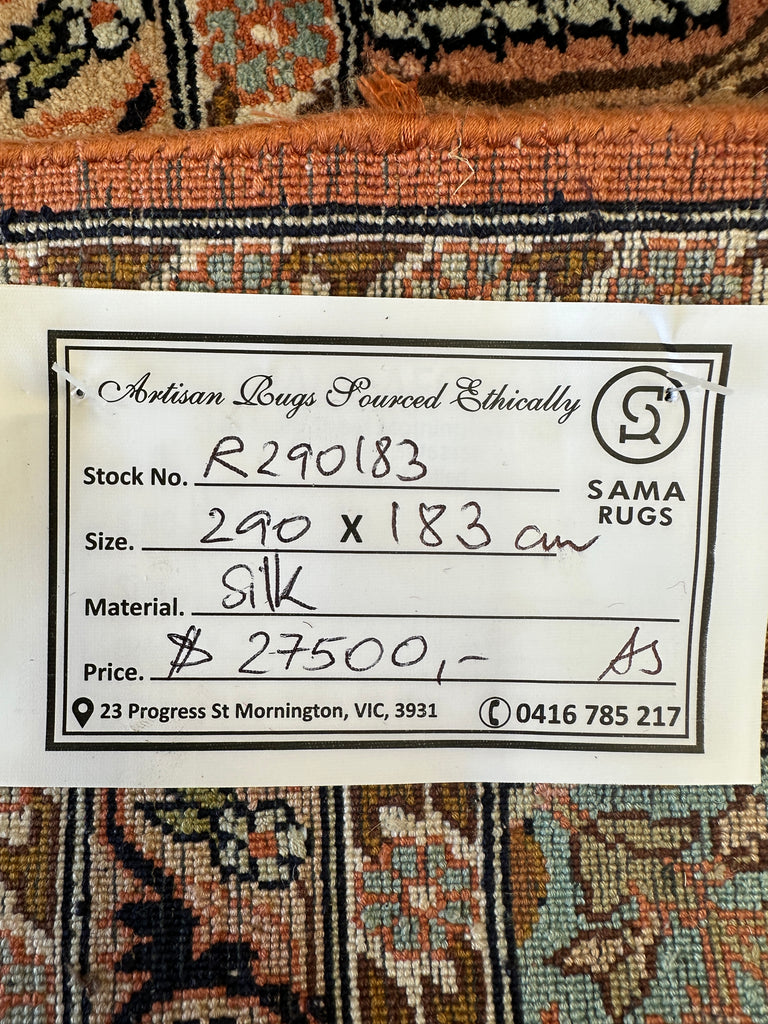 Artisan Rugs Sourced Ethically
SR
SAMA
RUGS
Stock No. R290183
Size. 290 x 183 cm
Material. Silk
Price. $ 27500,- AS
23 Progress St Mornington, VIC, 3931 0416 785 217